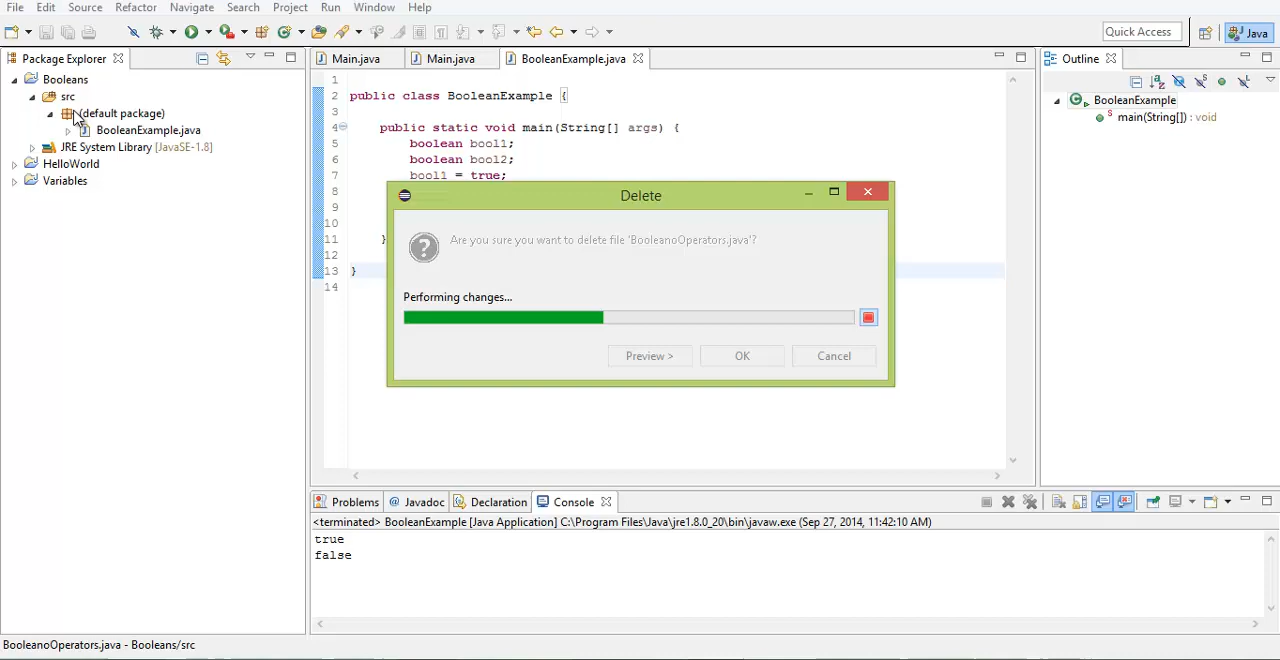 File Edit Source Refactor Navigate Search Project Run Window Help
Quick Access
Java
Package Explorer
Main.java
Main.java
BooleanExample.java
Outline
Booleans
src
(default package)
BooleanExample.java
JRE System Library [JavaSE-1.8]
HelloWorld
Variables
1
2 public class BooleanExample {
3
4 public static void main(String[] args) {
5 boolean bool1;
6 boolean bool2;
7 bool1 = true;
8
9
10
11 }
12
13 }
14
BooleanExample
main(String[]) : void
Delete
Are you sure you want to delete file 'BooleanoOperators.java'?
Performing changes...
Preview >
OK
Cancel
Problems
@ Javadoc
Declaration
Console
<terminated> BooleanExample [Java Application] C:\Program Files\Java\jre1.8.0_20\bin\javaw.exe (Sep 27, 2014, 11:42:10 AM)
true
false
BooleanoOperators.java - Booleans/src